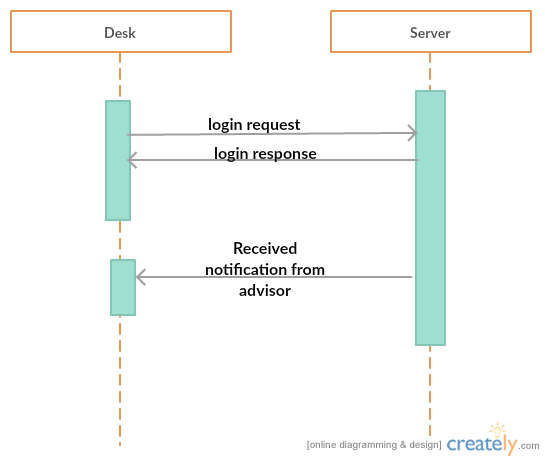 Desk
Server
login request
login response
Received
notification from
advisor
[online diagramming & design] creately.com